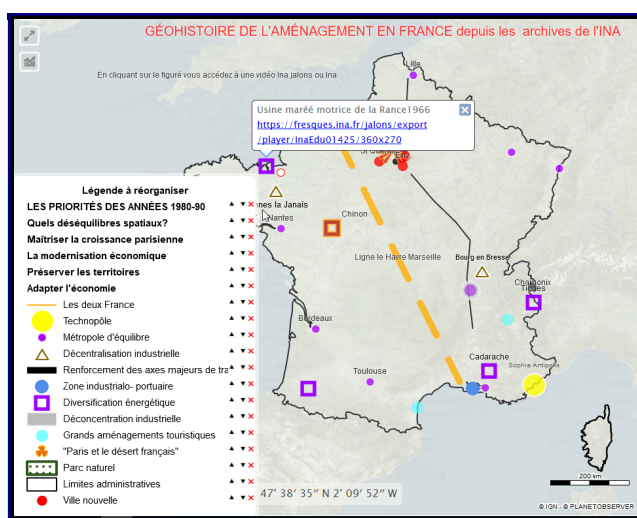 GÉOHISTOIRE DE L'AMÉNAGEMENT EN FRANCE depuis les archives de l'INA
En cliquant sur le figuré vous accédez à une vidéo Ina jalons ou Ina
Lille
Usine maréé motrice de la Rance1966
https://fresques.ina.fr/jalons/export
/player/InaEdu01425/360x270
nnes la Janais
Nantes
Chinon
Ligne le Havre Marseille
Bourg en Bresse
Chamonix
Tignes
Bordeaux
Toulouse
Cadarache
Sophia Antipolis
Légende à réorganiser
LES PRIORITÉS DES ANNÉES 1980-90
Quels déséquilibres spatiaux?
Maîtriser la croissance parisienne
La modernisation économique
Préserver les territoires
Adapter l'économie
Les deux France
Technopôle
Métropole d'équilibre
Décentralisation industrielle
Renforcement des axes majeurs de tra
Zone industrialo- portuaire
Diversification énergétique
Déconcentration industrielle
Grands aménagements touristiques
"Paris et le désert français"
Parc naturel
Limites administratives
Ville nouvelle
47° 38′ 35″ N 2° 09′ 52″ W
200 km
© IGN - © PLANETOBSERVER